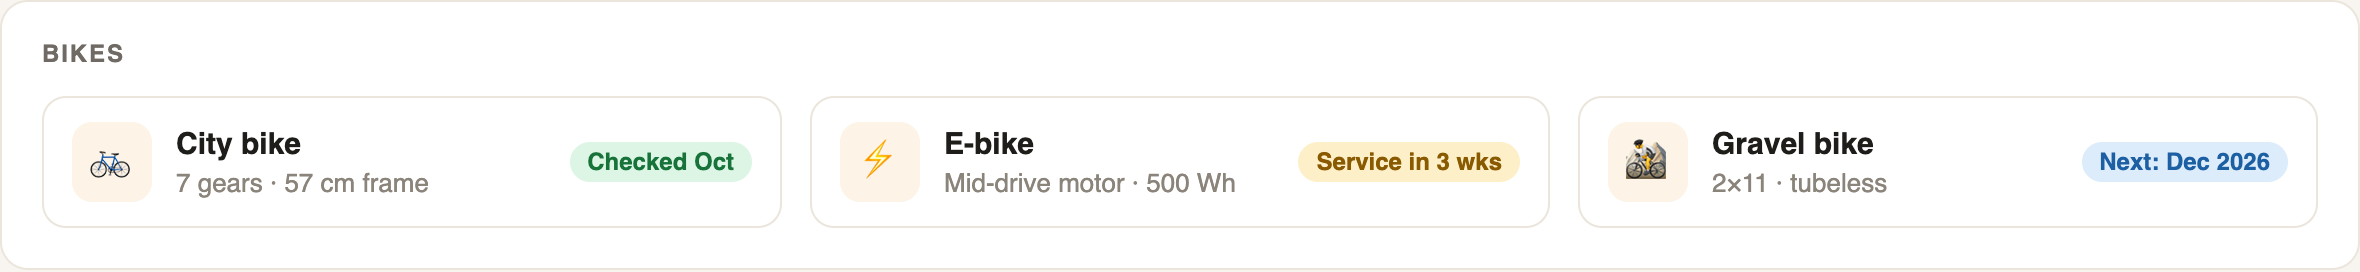 BIKES
City bike
7 gears · 57 cm frame
Checked Oct
E-bike
Mid-drive motor · 500 Wh
Service in 3 wks
Gravel bike
2×11 · tubeless
Next: Dec 2026